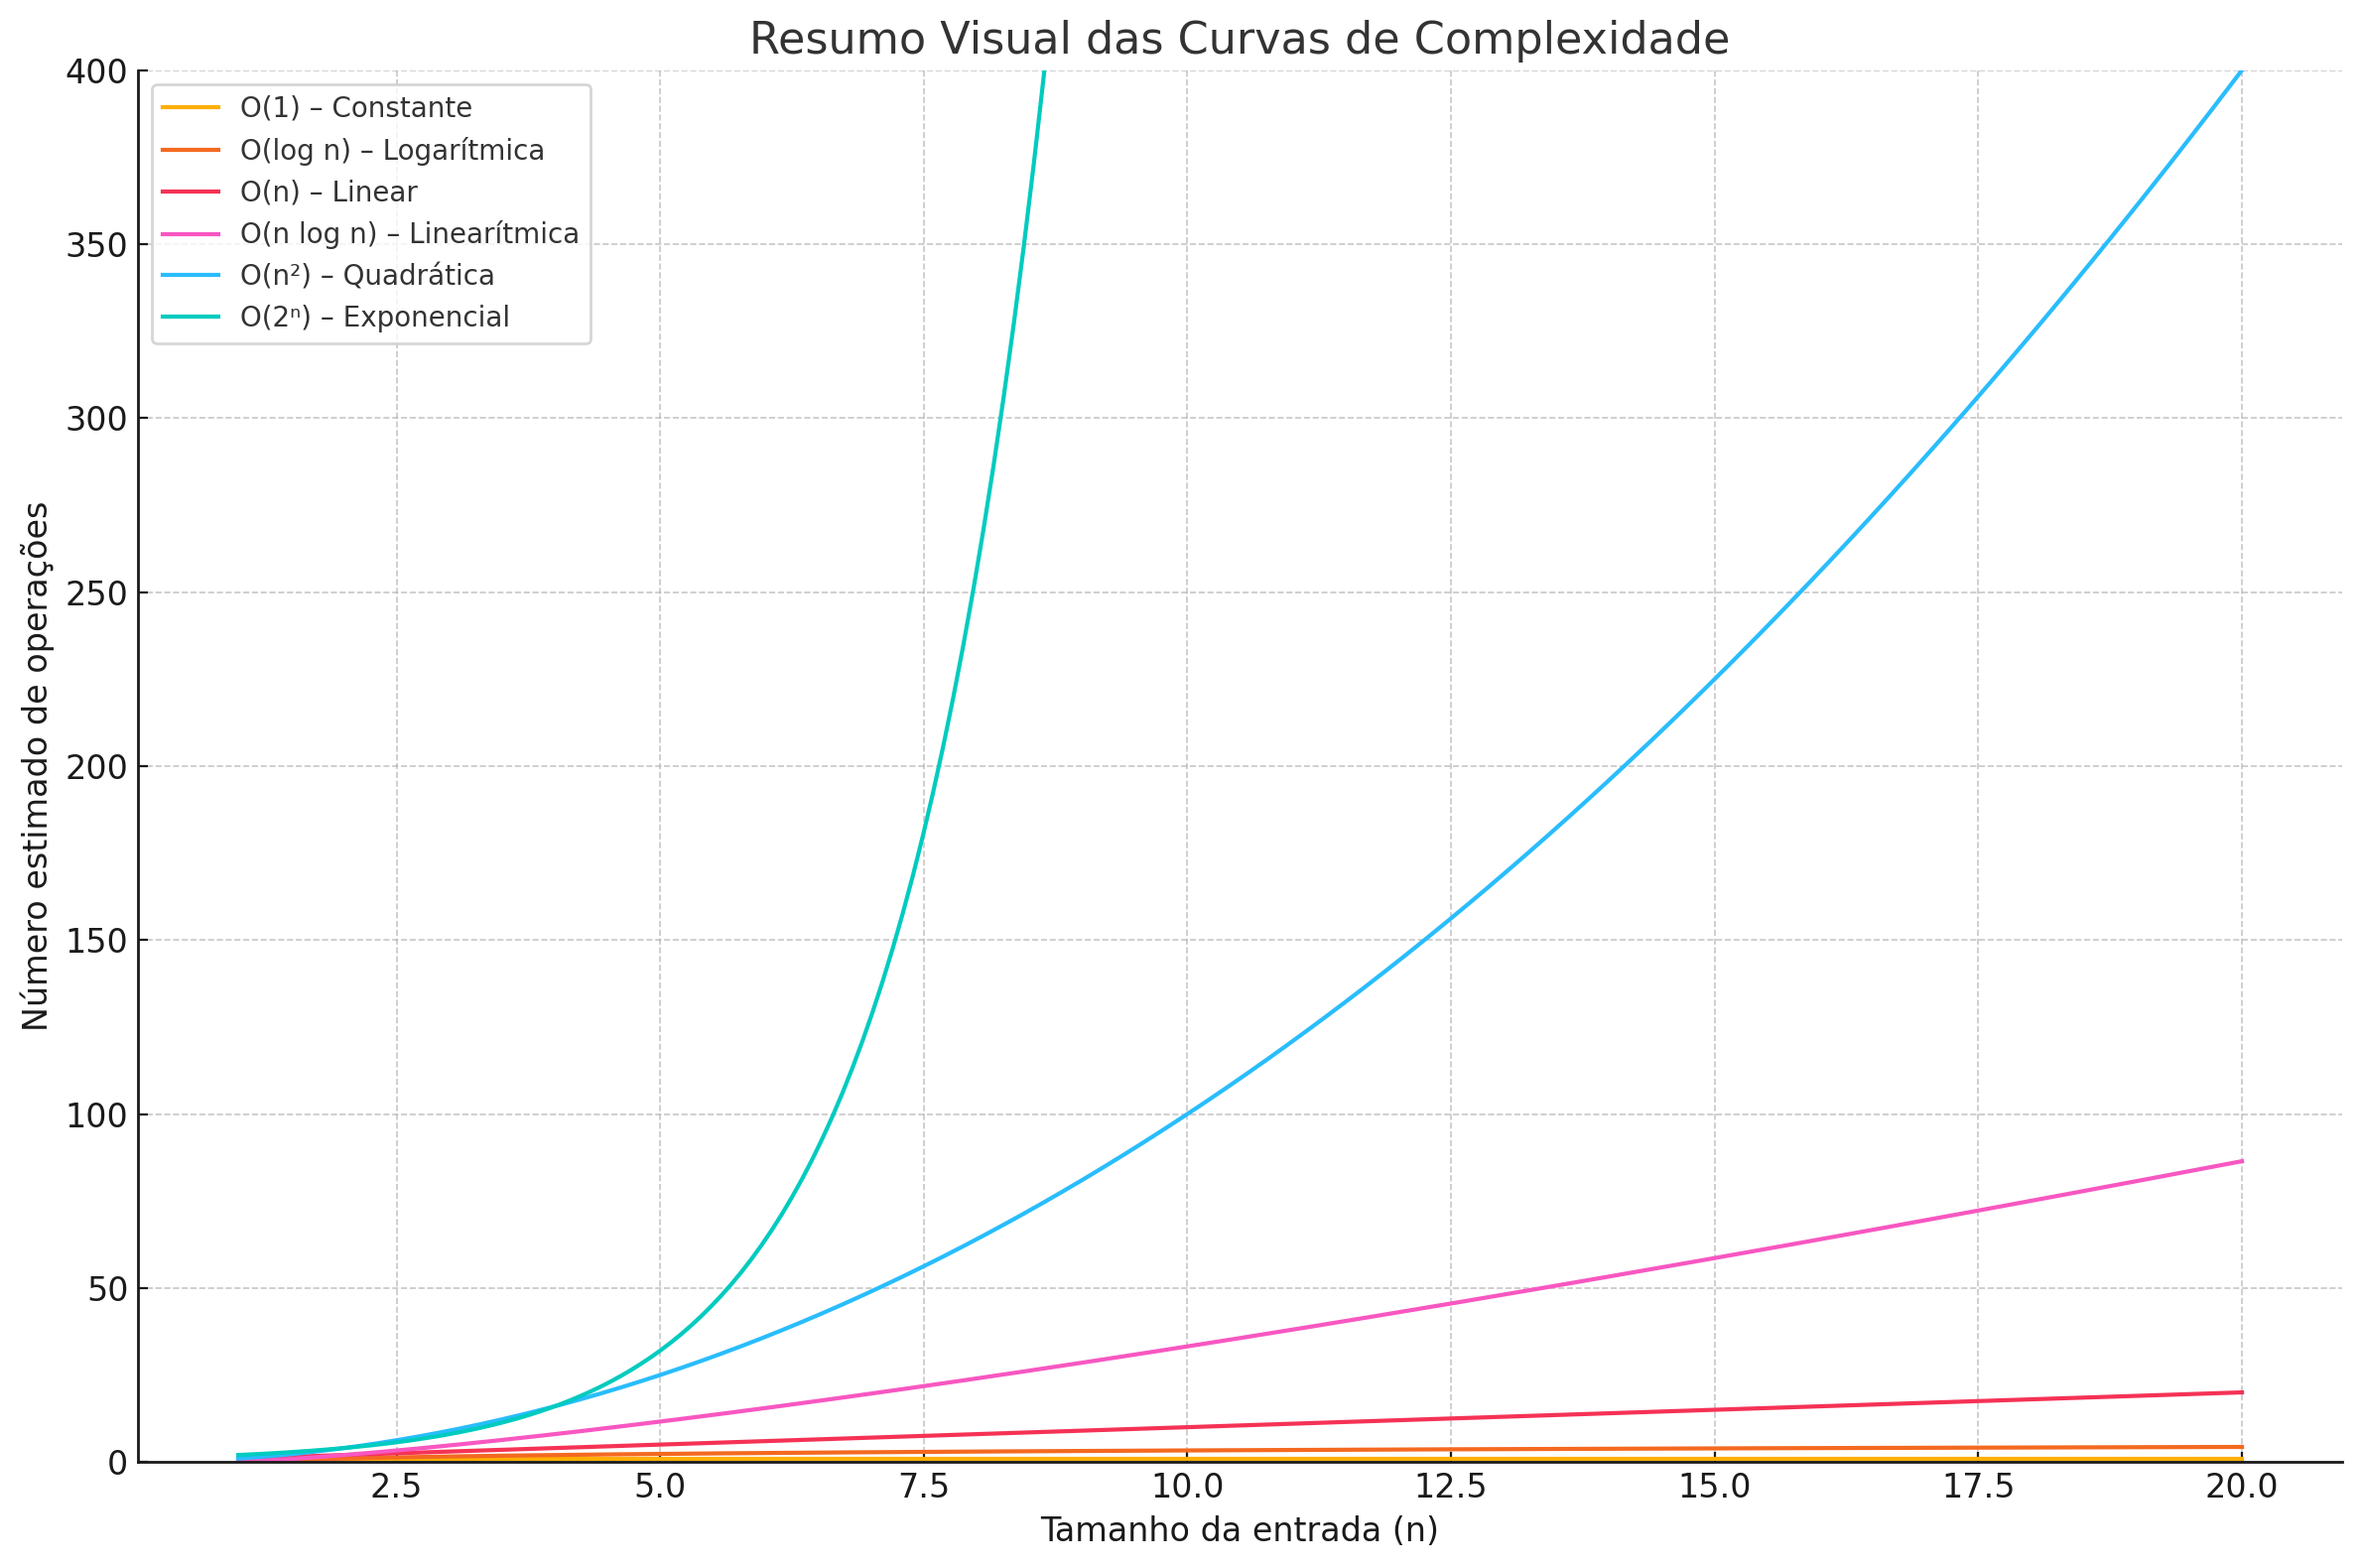 Resumo Visual das Curvas de Complexidade
400
350
300
250
200
150
100
50
0
O(1) – Constante
O(log n) – Logarítmica
O(n) – Linear
O(n log n) – Linearítmica
O(n²) – Quadrática
O(2ⁿ) – Exponencial
Número estimado de operações
2.5 5.0 7.5 10.0 12.5 15.0 17.5 20.0
Tamanho da entrada (n)